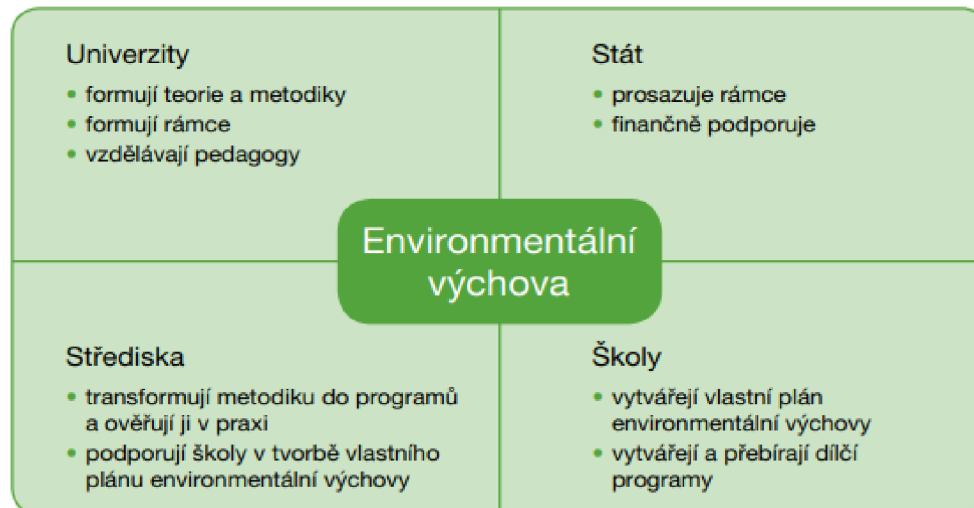 Univerzity
• formují teorie a metodiky
• formují rámce
• vzdělávají pedagogy
Stát
• prosazuje rámce
• finančně podporuje
Environmentální
výchova
Střediska
• transformují metodiku do programů
a ověřují ji v praxi
• podporují školy v tvorbě vlastního
plánu environmentální výchovy
Školy
• vytvářejí vlastní plán
environmentální výchovy
• vytvářejí a přebírají dílčí
programy